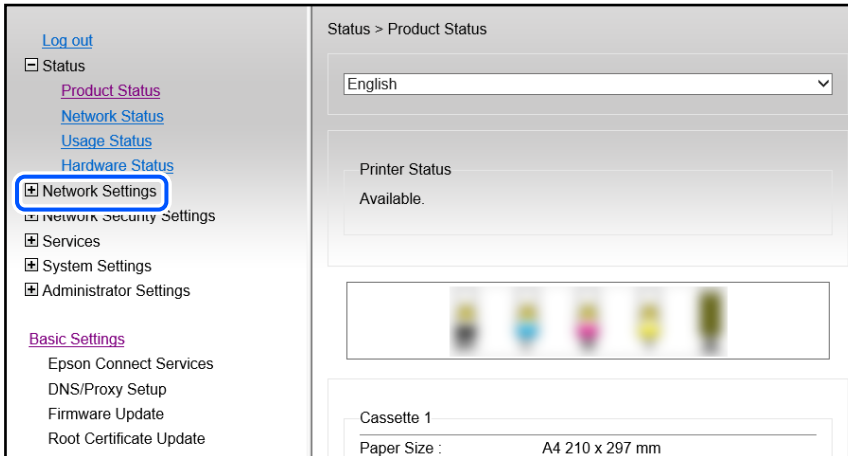 Log out
Status
Product Status
Network Status
Usage Status
Hardware Status
Network Settings
Network Security Settings
Services
System Settings
Administrator Settings
Basic Settings
Epson Connect Services
DNS/Proxy Setup
Firmware Update
Root Certificate Update
Status > Product Status
English
Printer Status
Available.
Cassette 1
Paper Size : A4 210 x 297 mm